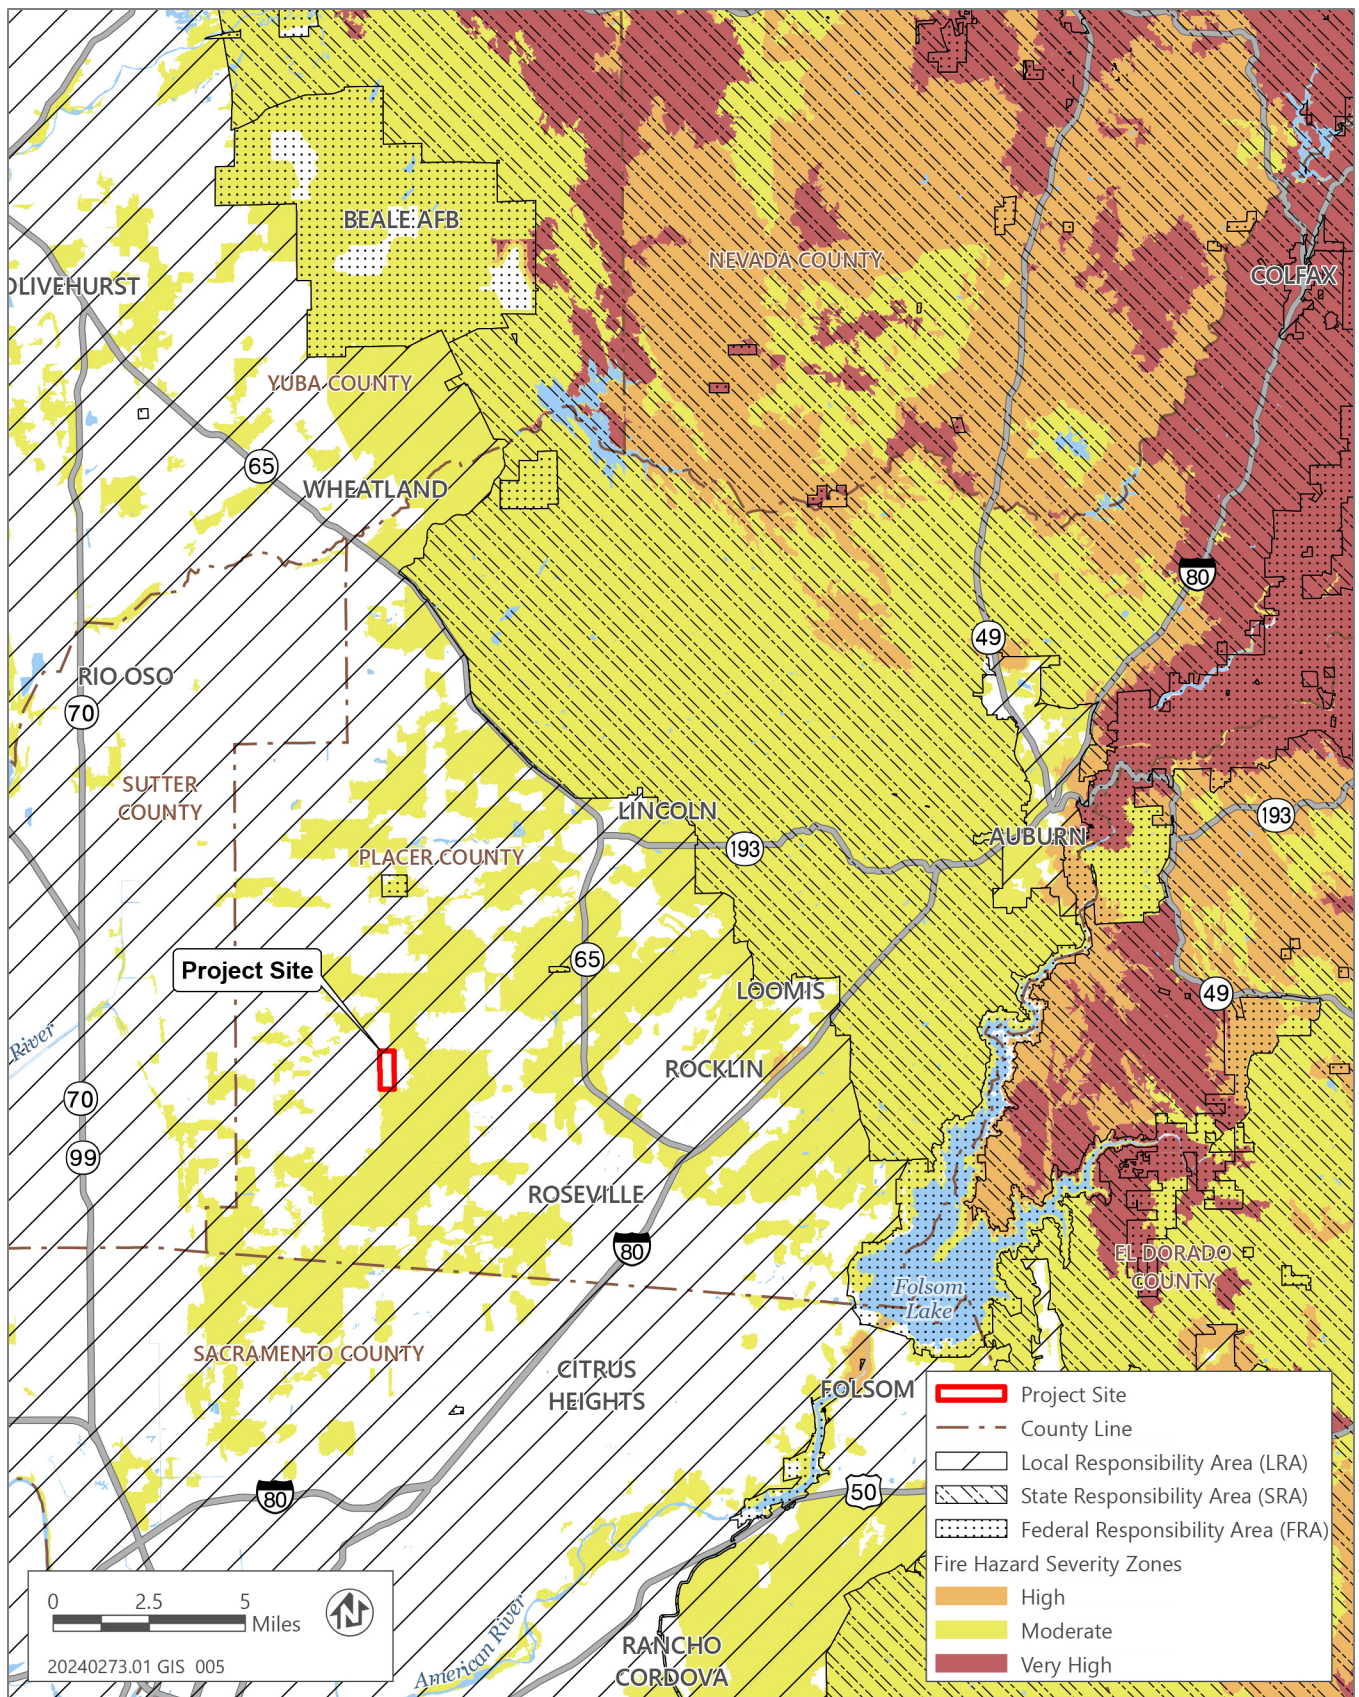 BEALE AFB
NEVADA COUNTY
COLFAX
OLIVEHURST
YUBA COUNTY
65
WHEATLAND
80
49
RIO OSO
70
SUTTER
COUNTY
LINCOLN
193
193
AUBURN
PLACER COUNTY
65
Project Site
LOOMIS
49
River
ROCKLIN
70
99
ROSEVILLE
80
EL DORADO
COUNTY
Folsom
Lake
SACRAMENTO COUNTY
CITRUS
HEIGHTS
FOLSOM
80
50
American River
RANCHO
CORDOVA
Project Site
County Line
Local Responsibility Area (LRA)
State Responsibility Area (SRA)
Federal Responsibility Area (FRA)
Fire Hazard Severity Zones
High
Moderate
Very High
0 2.5 5
Miles
N
20240273.01 GIS 005